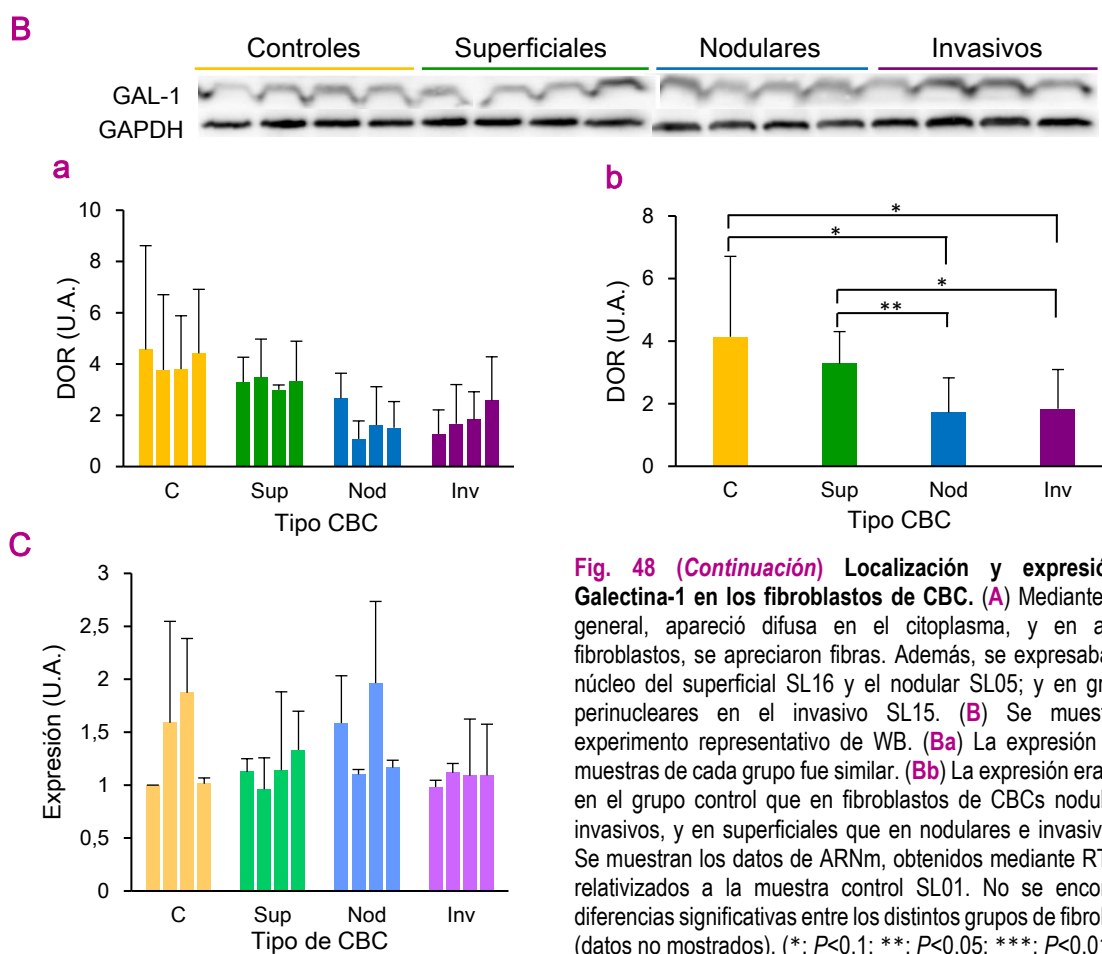 B
Controles Superficiales Nodulares Invasivos
GAL-1
GAPDH
a
10
8
6
4
2
0
DOR (U.A.)
C Sup Nod Inv
Tipo CBC
b
8
6
4
2
0
DOR (U.A.)
*
*
*
**
C Sup Nod Inv
Tipo CBC
C
3
2,5
2
1,5
1
0,5
0
Expresión (U.A.)
C Sup Nod Inv
Tipo de CBC
Fig. 48 (Continuación) Localización y expresió
Galectina-1 en los fibroblastos de CBC. (A) Mediante
general, apareció difusa en el citoplasma, y en a
fibroblastos, se apreciaron fibras. Además, se expresaba
núcleo del superficial SL16 y el nodular SL05; y en gr
perinucleares en el invasivo SL15. (B) Se muest
experimento representativo de WB. (Ba) La expresión
muestras de cada grupo fue similar. (Bb) La expresión era
en el grupo control que en fibroblastos de CBCs nodul
invasivos, y en superficiales que en nodulares e invasiv
Se muestran los datos de ARNm, obtenidos mediante RT
relativizados a la muestra control SL01. No se encon
diferencias significativas entre los distintos grupos de fibrol
(datos no mostrados). (*: P<0.1; **: P<0.05; ***: P<0.01